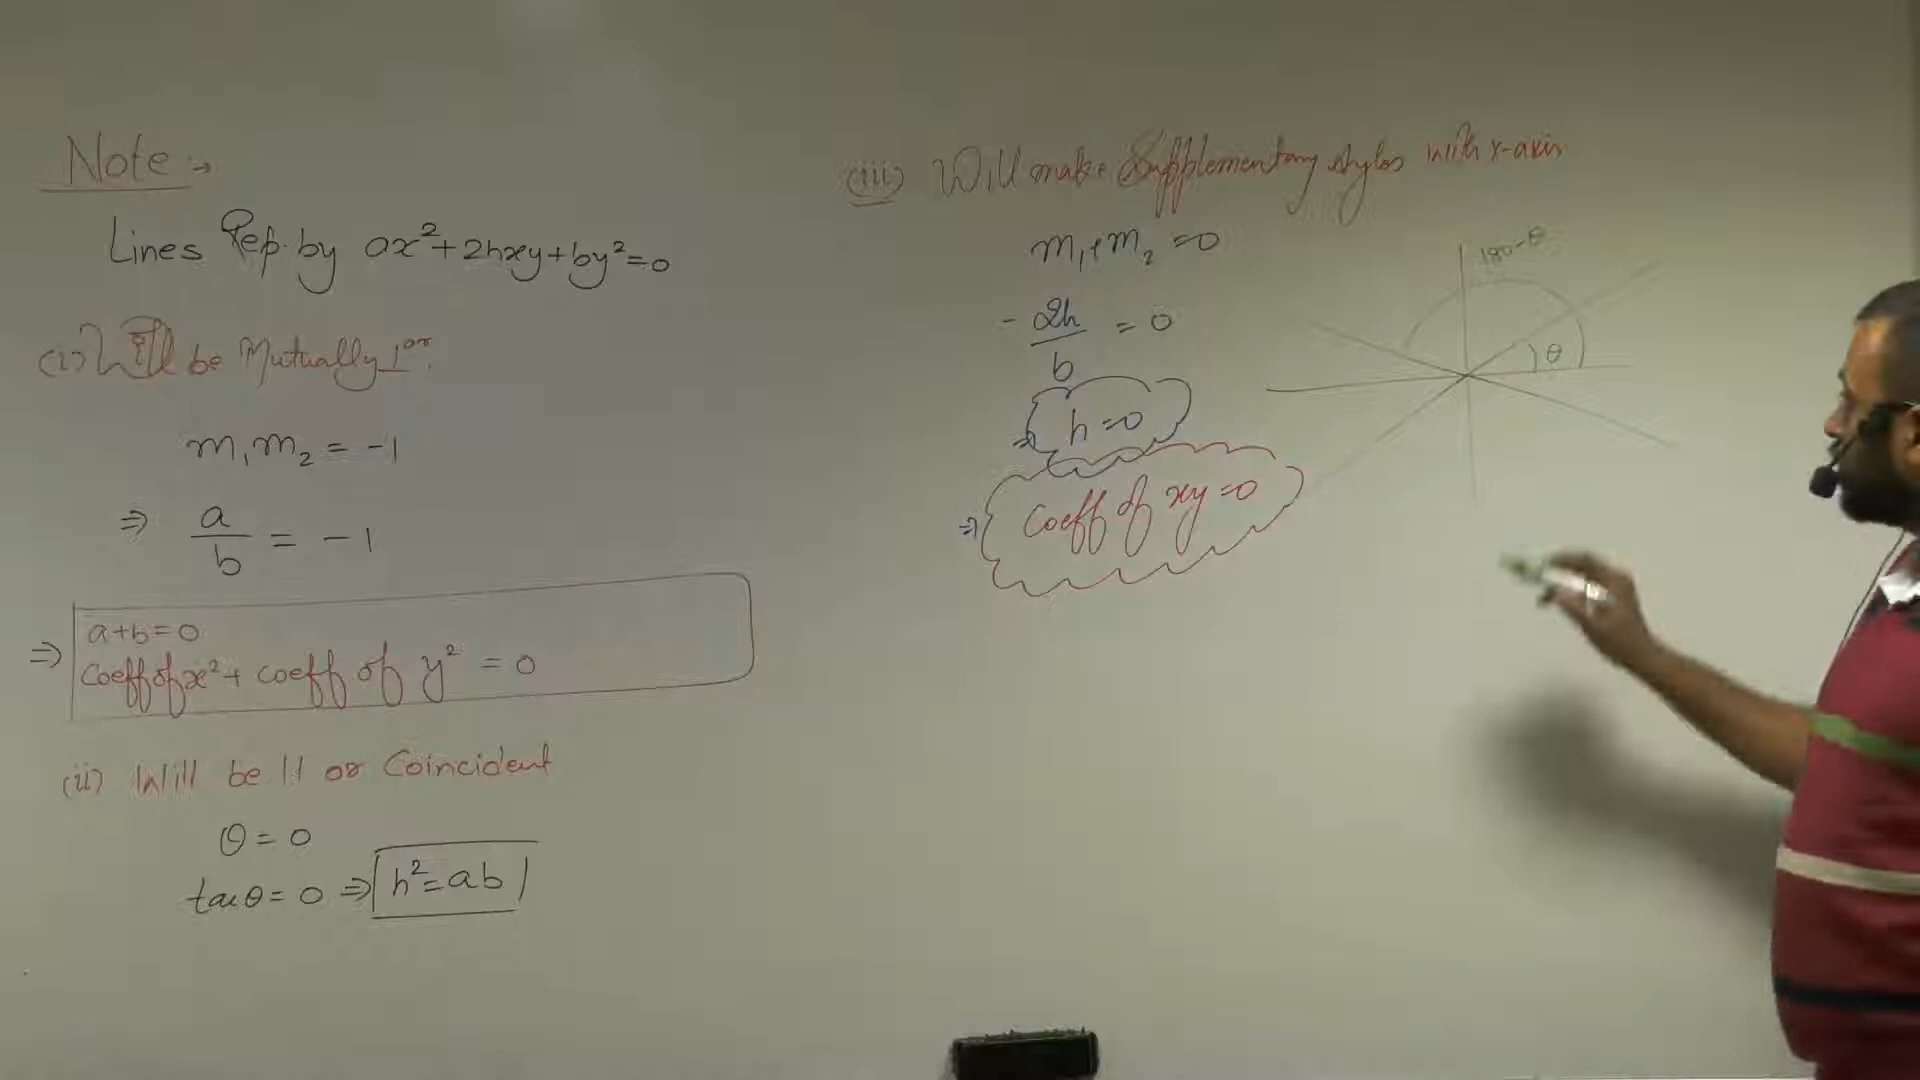 Note :→
Lines Rep. by ax²+2hxy+by²=0
(i) Will be Mutually ⊥ar.
m₁m₂ = -1
⇒ a/b = -1
⇒ a+b=0
Coeff of x² + coeff of y² = 0
(ii) Will be || or Coincident
θ = 0
tanθ = 0 ⇒ h²=ab
(iii) Will make Supplementary angles with x-axis
m₁+m₂ =0
- 2h/b = 0
⇒ h=0
⇒ Coeff of xy=0
180-θ
θ